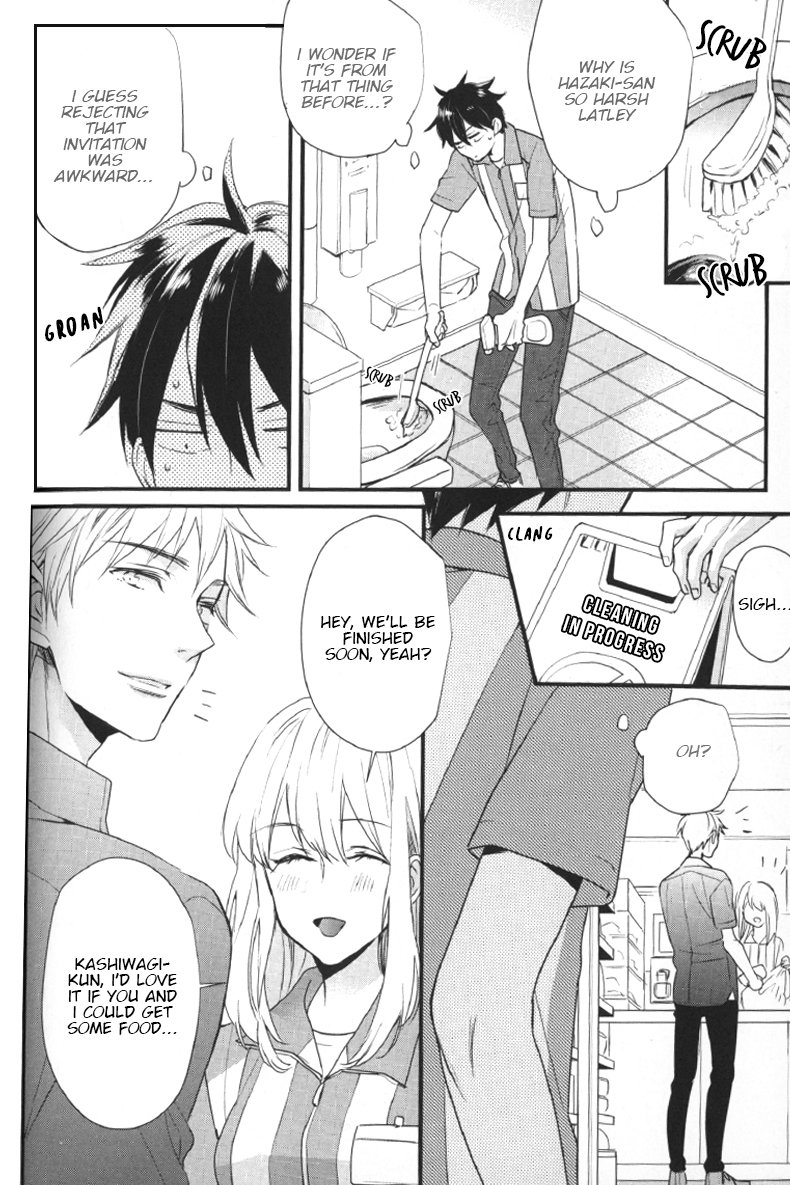 SCRUB
SCRUB
WHY IS
HAZAKI-SAN
SO HARSH
LATLEY
I WONDER IF
IT'S FROM
THAT THING
BEFORE...?
SCRUB
SCRUB
I GUESS
REJECTING
THAT
INVITATION
WAS
AWKWARD...
GROAN
CLANG
CLEANING
IN PROGRESS
SIGH...
OH?
HEY, WE'LL BE
FINISHED
SOON, YEAH?
KASHIWAGI-
KUN, I'D LOVE
IT IF YOU AND
I COULD GET
SOME FOOD...